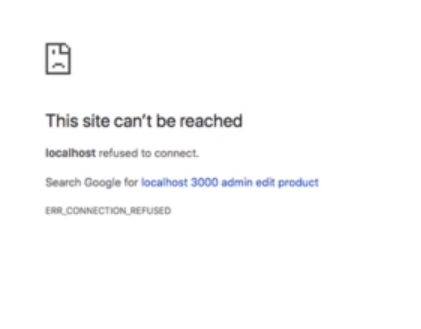 This site can't be reached
localhost refused to connect.
Search Google for localhost 3000 admin edit product
ERR_CONNECTION_REFUSED